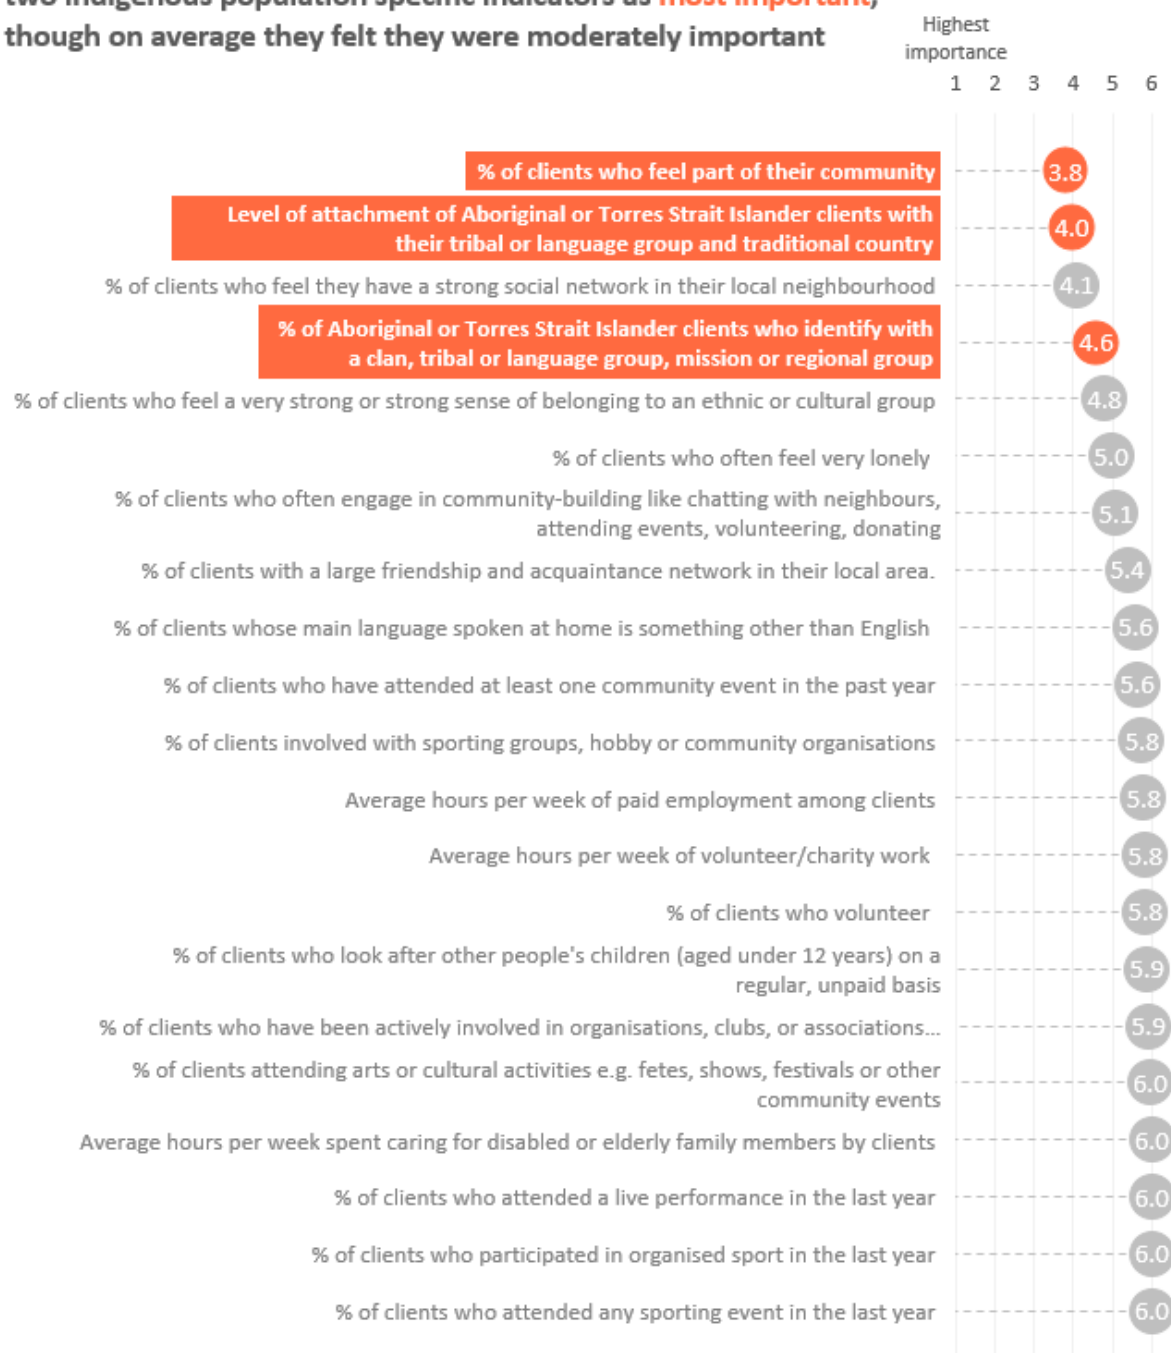 two indigenous population specific indicators as most important,
though on average they felt they were moderately important
Highest
importance
1 2 3 4 5 6
% of clients who feel part of their community 3.8
Level of attachment of Aboriginal or Torres Strait Islander clients with
their tribal or language group and traditional country 4.0
% of clients who feel they have a strong social network in their local neighbourhood 4.1
% of Aboriginal or Torres Strait Islander clients who identify with
a clan, tribal or language group, mission or regional group 4.6
% of clients who feel a very strong or strong sense of belonging to an ethnic or cultural group 4.8
% of clients who often feel very lonely 5.0
% of clients who often engage in community-building like chatting with neighbours,
attending events, volunteering, donating 5.1
% of clients with a large friendship and acquaintance network in their local area. 5.4
% of clients whose main language spoken at home is something other than English 5.6
% of clients who have attended at least one community event in the past year 5.6
% of clients involved with sporting groups, hobby or community organisations 5.8
Average hours per week of paid employment among clients 5.8
Average hours per week of volunteer/charity work 5.8
% of clients who volunteer 5.8
% of clients who look after other people's children (aged under 12 years) on a
regular, unpaid basis 5.9
% of clients who have been actively involved in organisations, clubs, or associations... 5.9
% of clients attending arts or cultural activities e.g. fetes, shows, festivals or other
community events 6.0
Average hours per week spent caring for disabled or elderly family members by clients 6.0
% of clients who attended a live performance in the last year 6.0
% of clients who participated in organised sport in the last year 6.0
% of clients who attended any sporting event in the last year 6.0